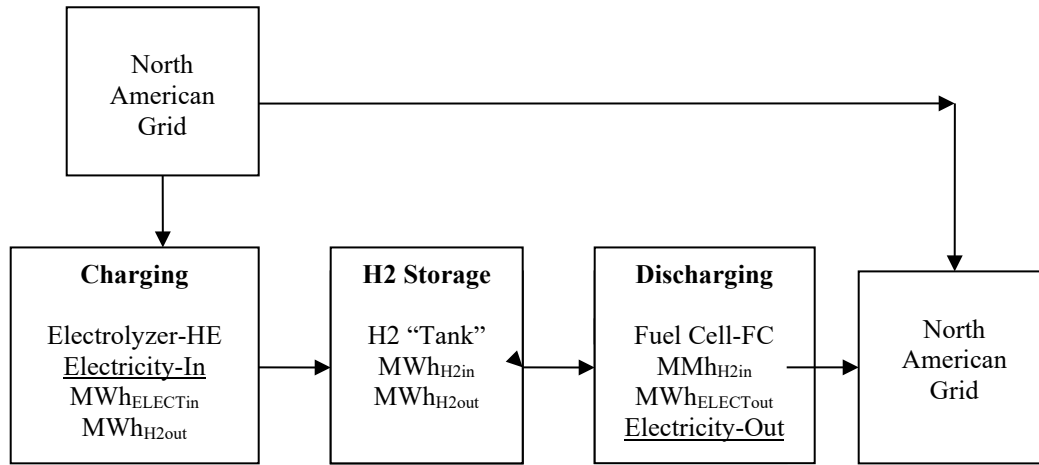 North
American
Grid
Charging
Electrolyzer-HE
Electricity-In
MWhELECTin
MWhH2out
H2 Storage
H2 “Tank”
MWhH2in
MWhH2out
Discharging
Fuel Cell-FC
MMhH2in
MWhELECTout
Electricity-Out
North
American
Grid